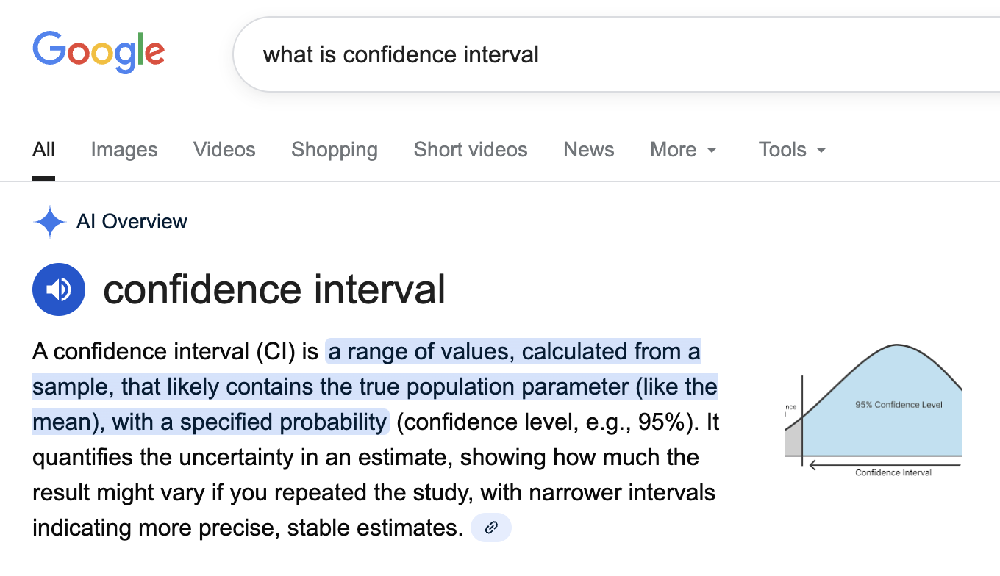 Google
what is confidence interval
All Images Videos Shopping Short videos News More Tools
AI Overview
confidence interval
A confidence interval (CI) is a range of values, calculated from a
sample, that likely contains the true population parameter (like the
mean), with a specified probability (confidence level, e.g., 95%). It
quantifies the uncertainty in an estimate, showing how much the
result might vary if you repeated the study, with narrower intervals
indicating more precise, stable estimates.
nce
95% Confidence Level
Confidence Interval